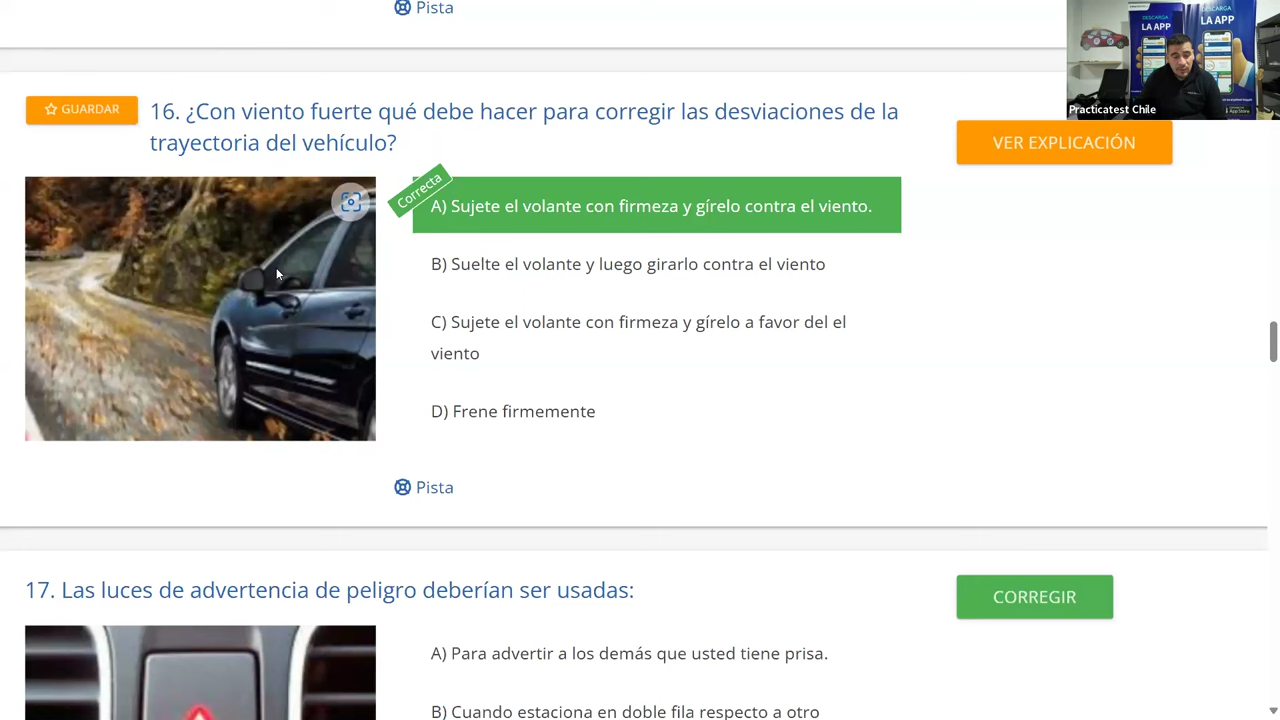 Pista
DESCARGA
LA APP
DESCARGA
LA APP
Practicatest Chile
GUARDAR
16. ¿Con viento fuerte qué debe hacer para corregir las desviaciones de la
trayectoria del vehículo?
VER EXPLICACIÓN
Correcta
A) Sujete el volante con firmeza y gírelo contra el viento.
B) Suelte el volante y luego girarlo contra el viento
C) Sujete el volante con firmeza y gírelo a favor del el
viento
D) Frene firmemente
Pista
17. Las luces de advertencia de peligro deberían ser usadas:
CORREGIR
A) Para advertir a los demás que usted tiene prisa.
B) Cuando estaciona en doble fila respecto a otro